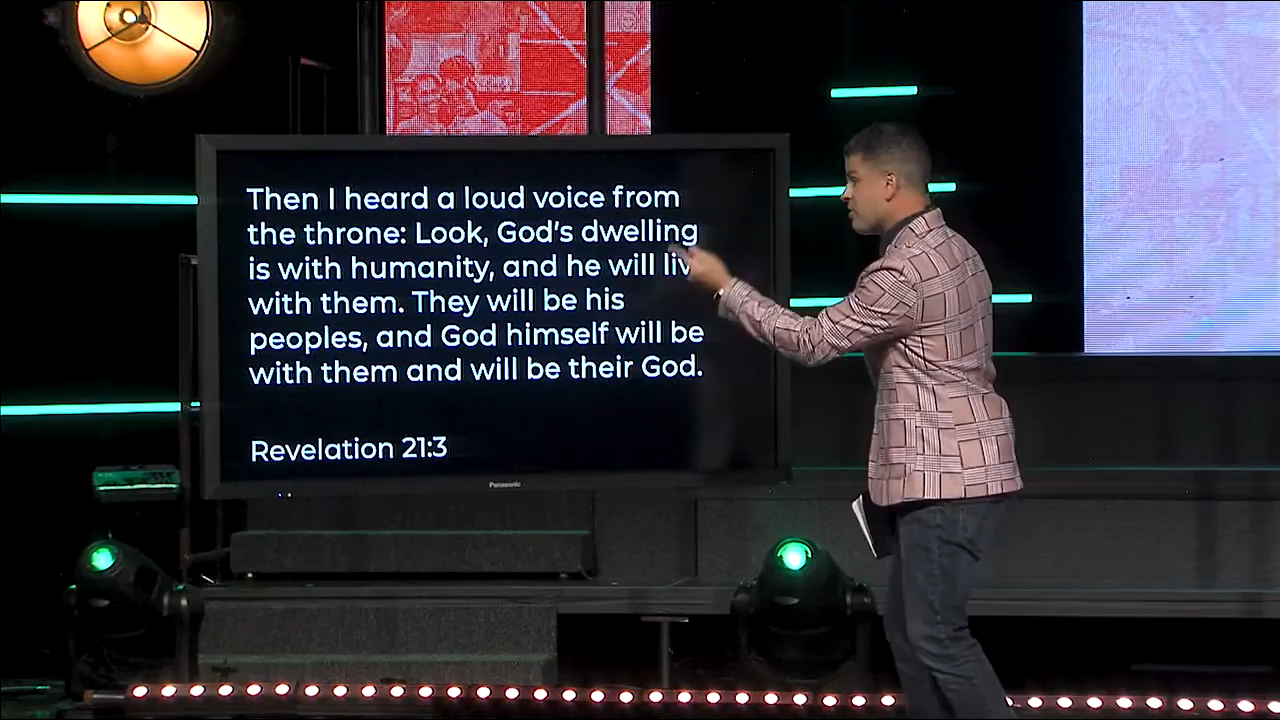 Then I heard a loud voice from
the throne: Look, God's dwelling
is with humanity, and he will live
with them. They will be his
peoples, and God himself will be
with them and will be their God.
Revelation 21:3
Panasonic